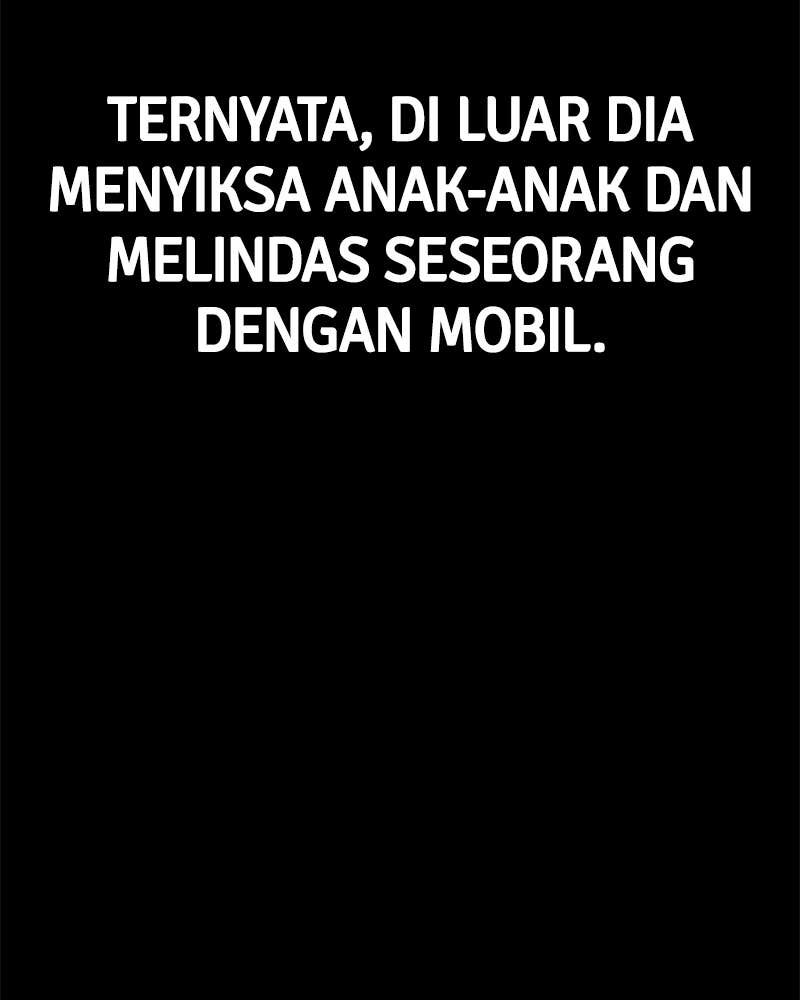 TERNYATA, DI LUAR DIA
MENYIKSA ANAK-ANAK DAN
MELINDAS SESEORANG
DENGAN MOBIL.